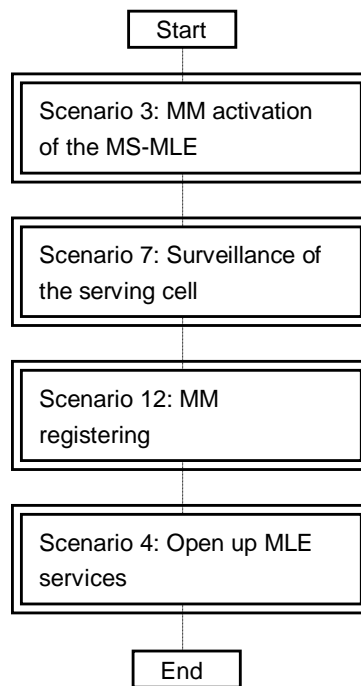 Start
Scenario 3: MM activation
of the MS-MLE
Scenario 7: Surveillance of
the serving cell
Scenario 12: MM
registering
Scenario 4: Open up MLE
services
End